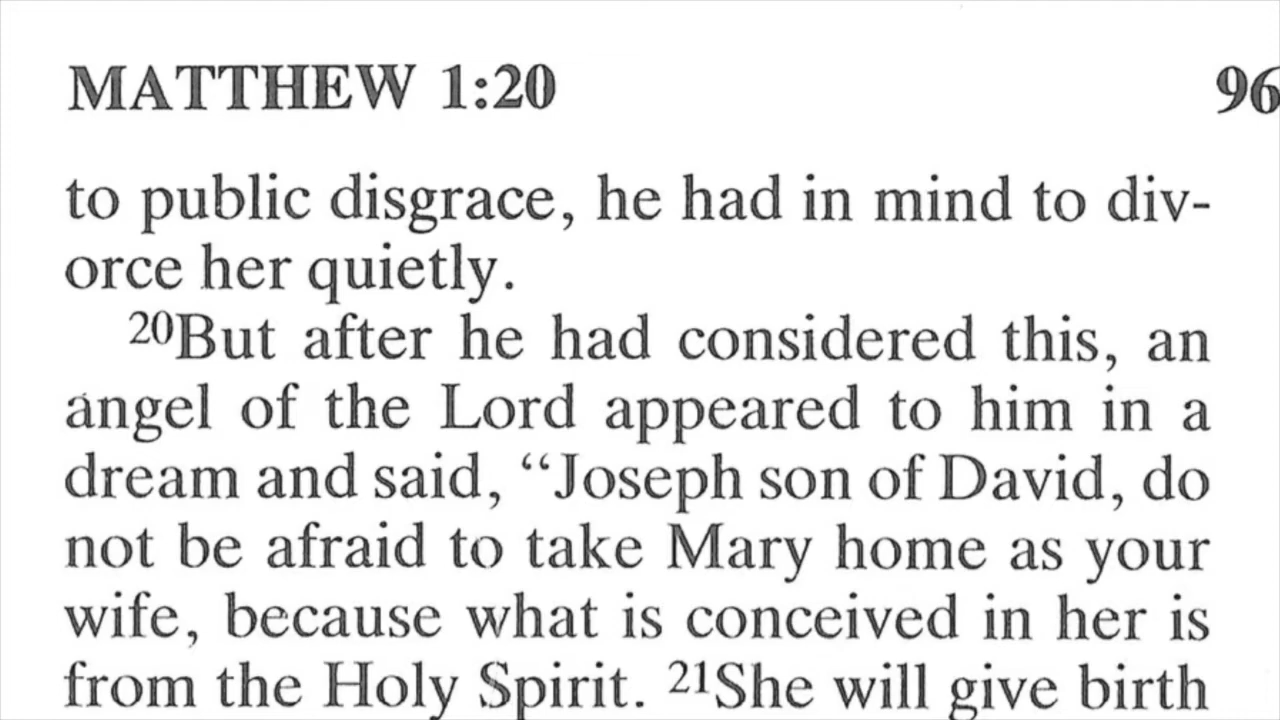 MATTHEW 1:20 96
to public disgrace, he had in mind to div-
orce her quietly.
20But after he had considered this, an
angel of the Lord appeared to him in a
dream and said, “Joseph son of David, do
not be afraid to take Mary home as your
wife, because what is conceived in her is
from the Holy Spirit. 21She will give birth